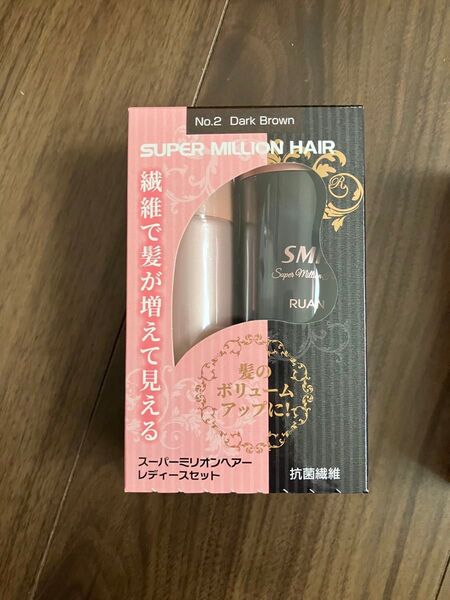 No.2 Dark Brown
SUPER MILLION HAIR
繊維で髪が増えて見える
R
SM
Super Million
RUAN
髪の
ボリューム
アップに!
スーパーミリオンヘアー
レディースセット
抗菌繊維